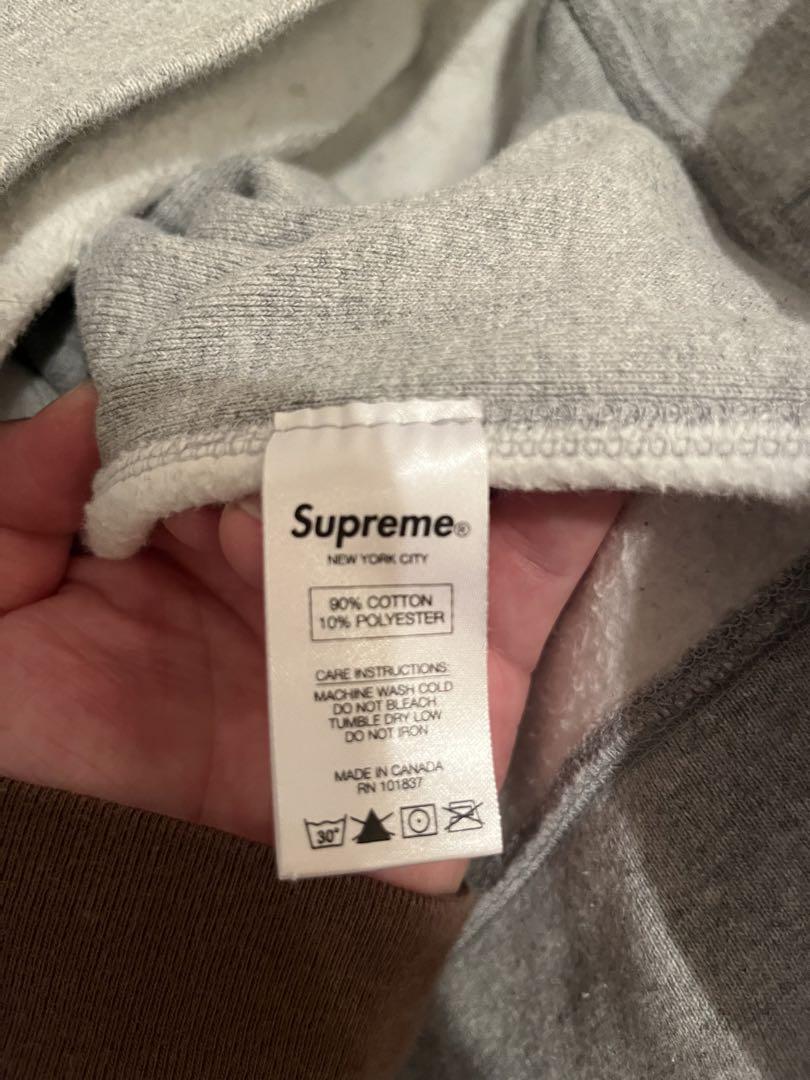 Supreme®
NEW YORK CITY
90% COTTON
10% POLYESTER
CARE INSTRUCTIONS:
MACHINE WASH COLD
DO NOT BLEACH
TUMBLE DRY LOW
DO NOT IRON
MADE IN CANADA
RN 101837
30°